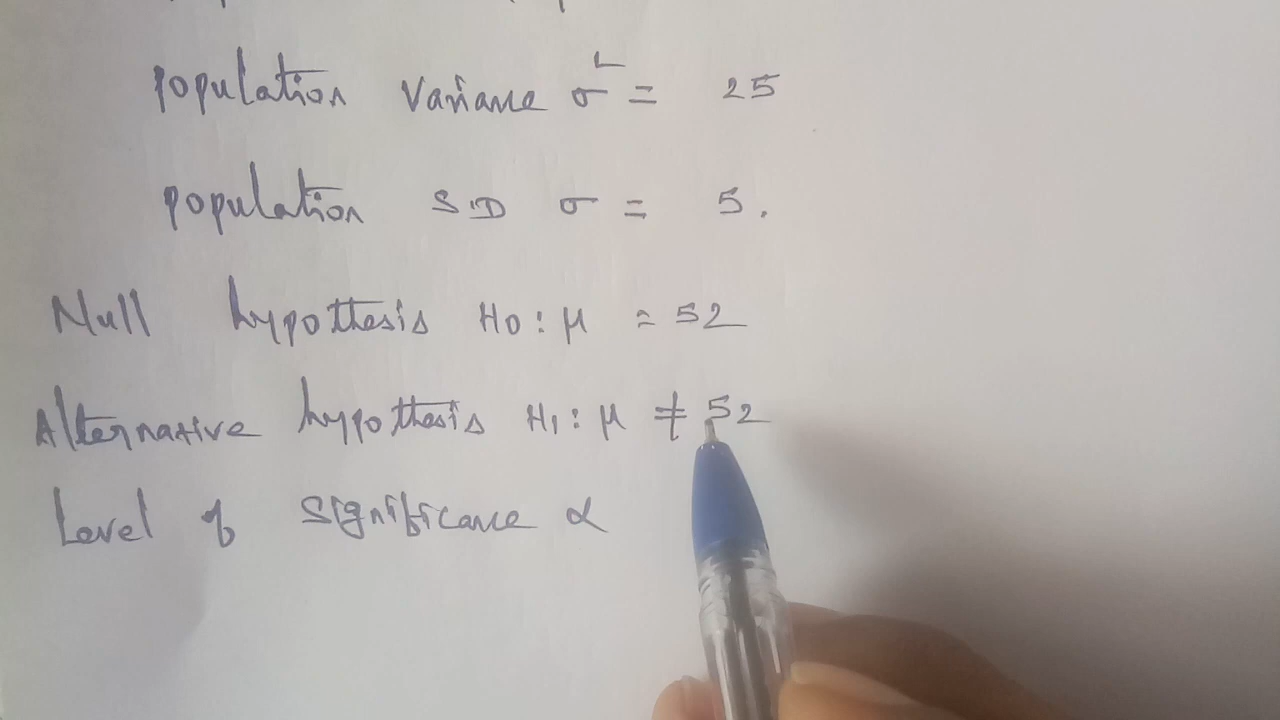 population variance σ² = 25
population S.D σ = 5.
Null hypothesis H0 : μ = 52
Alternative hypothesis H1 : μ ≠ 52
Level of significance α